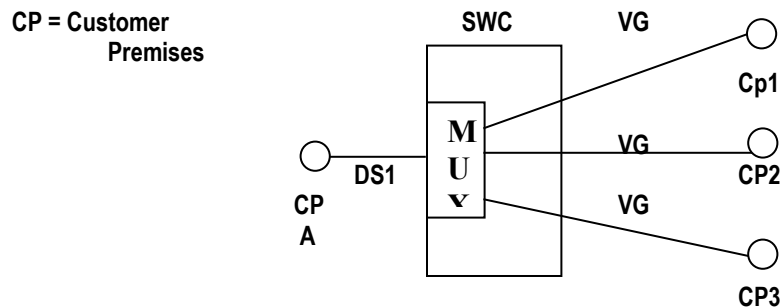 CP = Customer
Premises
SWC
VG
Cp1
M
U
X
VG
DS1
CP2
CP
A
VG
CP3